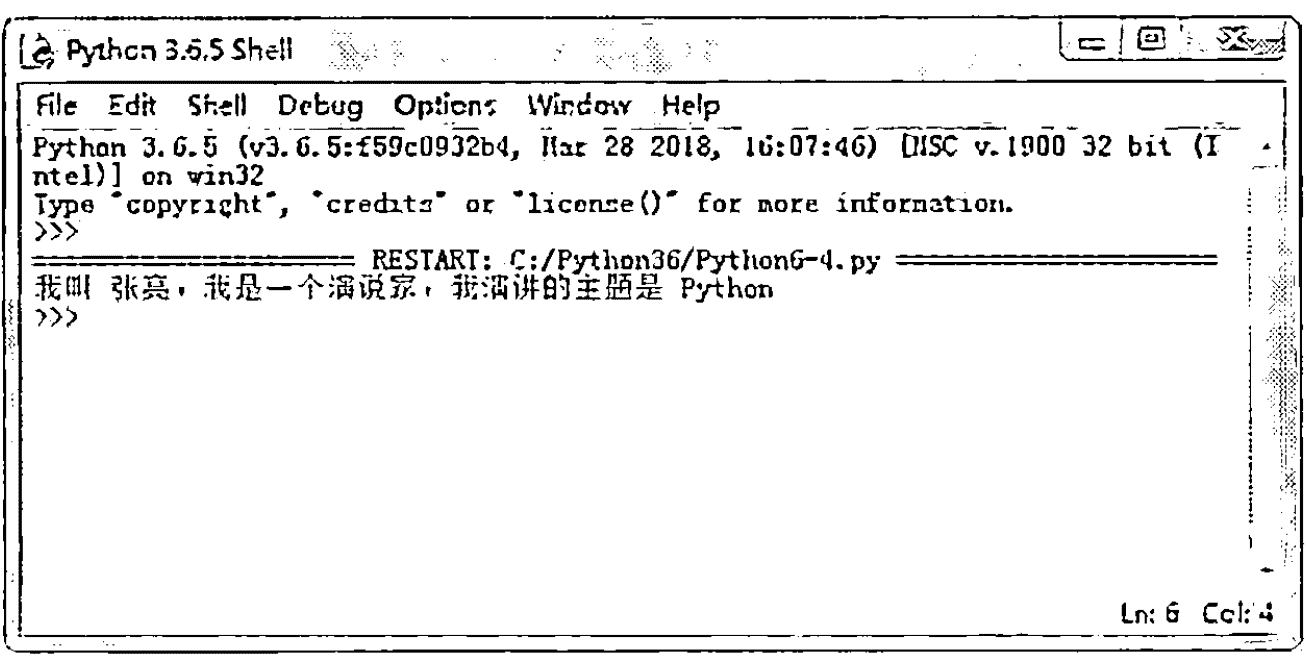 Python 3.6.5 Shell
File Edit Shell Debug Options Window Help
Python 3.6.5 (v3.6.5:f59c0932b4, Mar 28 2018, 16:07:46) [MSC v.1900 32 bit (I
ntel)] on win32
Type "copyright", "credits" or "license()" for more information.
>>>
==================== RESTART: C:/Python36/Python6-4.py ====================
我叫 张亮，我是一个演说家，我演讲的主题是 Python
>>>
Ln: 6 Col: 4